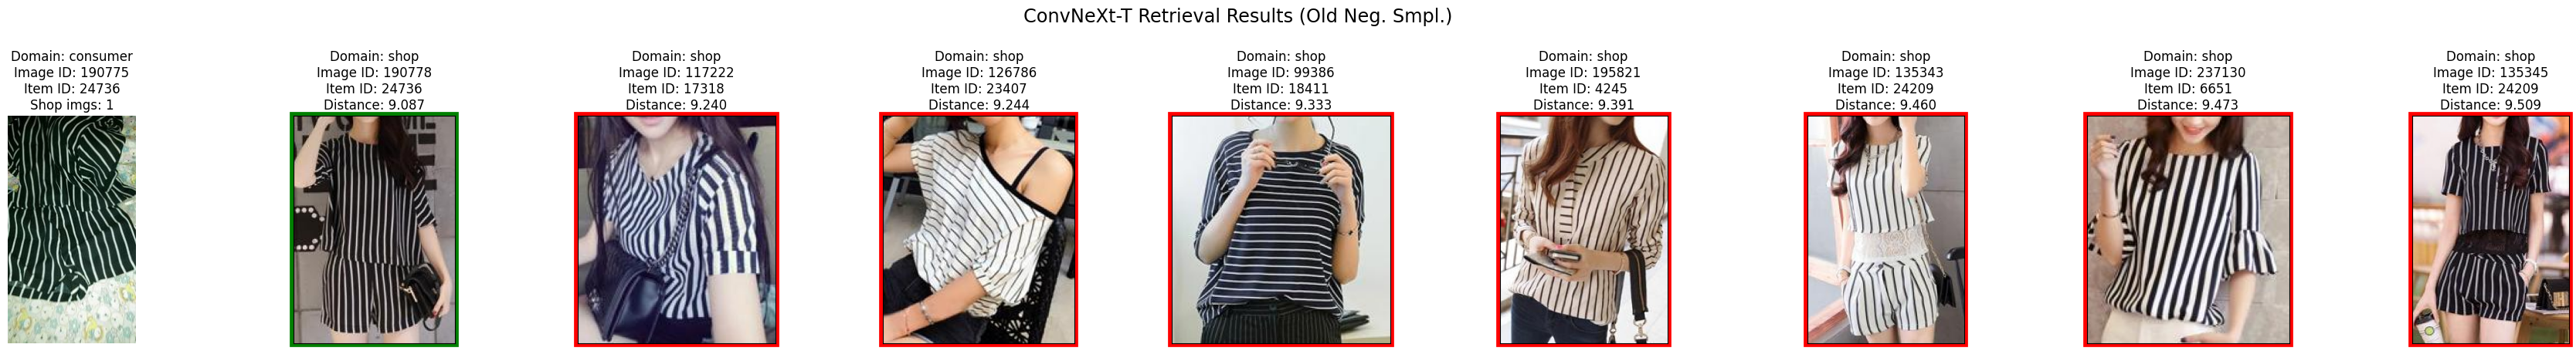 ConvNeXt-T Retrieval Results (Old Neg. Smpl.)
Domain: consumer
Image ID: 190775
Item ID: 24736
Shop imgs: 1
Domain: shop
Image ID: 190778
Item ID: 24736
Distance: 9.087
Domain: shop
Image ID: 117222
Item ID: 17318
Distance: 9.240
Domain: shop
Image ID: 126786
Item ID: 23407
Distance: 9.244
Domain: shop
Image ID: 99386
Item ID: 18411
Distance: 9.333
Domain: shop
Image ID: 195821
Item ID: 4245
Distance: 9.391
Domain: shop
Image ID: 135343
Item ID: 24209
Distance: 9.460
Domain: shop
Image ID: 237130
Item ID: 6651
Distance: 9.473
Domain: shop
Image ID: 135345
Item ID: 24209
Distance: 9.509